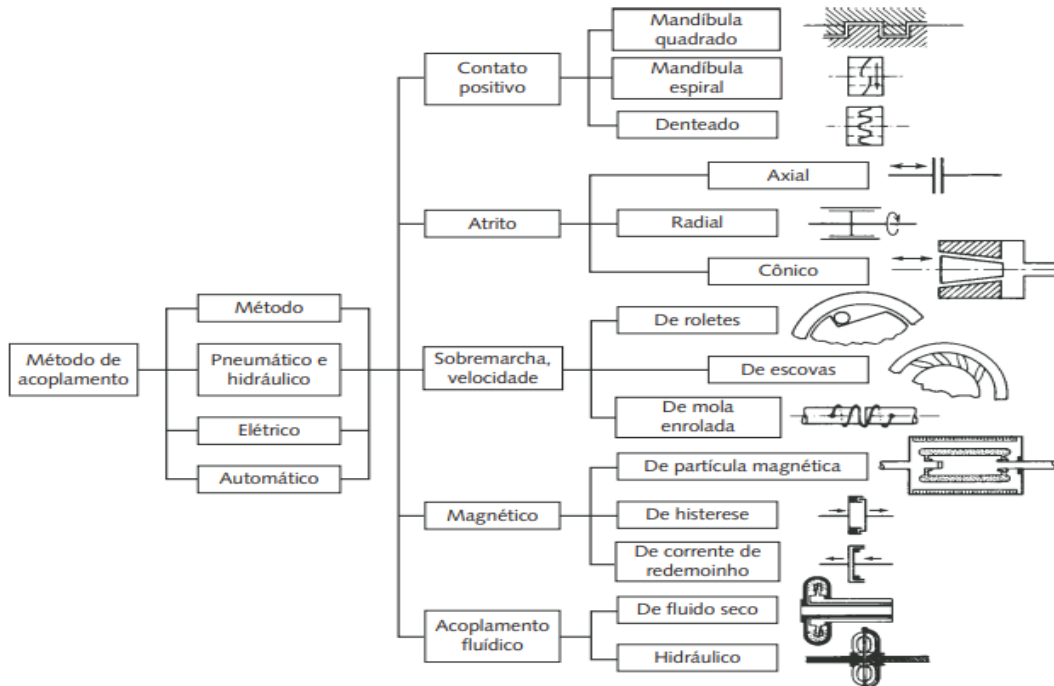 Método de
acoplamento
Método
Pneumático e
hidráulico
Elétrico
Automático
Contato
positivo
Mandíbula
quadrado
Mandíbula
espiral
Denteado
Atrito
Axial
Radial
Cônico
Sobremarcha,
velocidade
De roletes
De escovas
De mola
enrolada
Magnético
De partícula magnética
De histerese
De corrente de
redemoinho
Acoplamento
fluídico
De fluido seco
Hidráulico